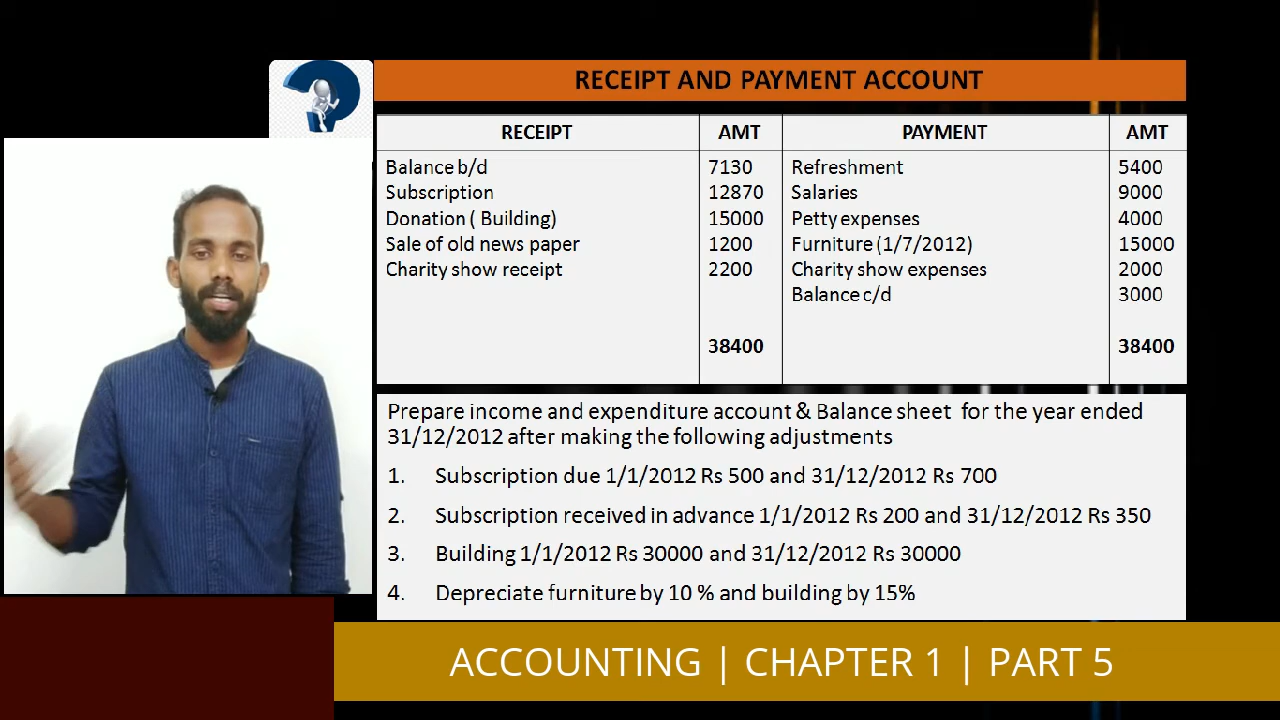 RECEIPT AND PAYMENT ACCOUNT
RECEIPT AMT PAYMENT AMT
Balance b/d 7130 Refreshment 5400
Subscription 12870 Salaries 9000
Donation ( Building) 15000 Petty expenses 4000
Sale of old news paper 1200 Furniture (1/7/2012) 15000
Charity show receipt 2200 Charity show expenses 2000
Balance c/d 3000
38400 38400
Prepare income and expenditure account & Balance sheet for the year ended
31/12/2012 after making the following adjustments
1. Subscription due 1/1/2012 Rs 500 and 31/12/2012 Rs 700
2. Subscription received in advance 1/1/2012 Rs 200 and 31/12/2012 Rs 350
3. Building 1/1/2012 Rs 30000 and 31/12/2012 Rs 30000
4. Depreciate furniture by 10 % and building by 15%
ACCOUNTING | CHAPTER 1 | PART 5